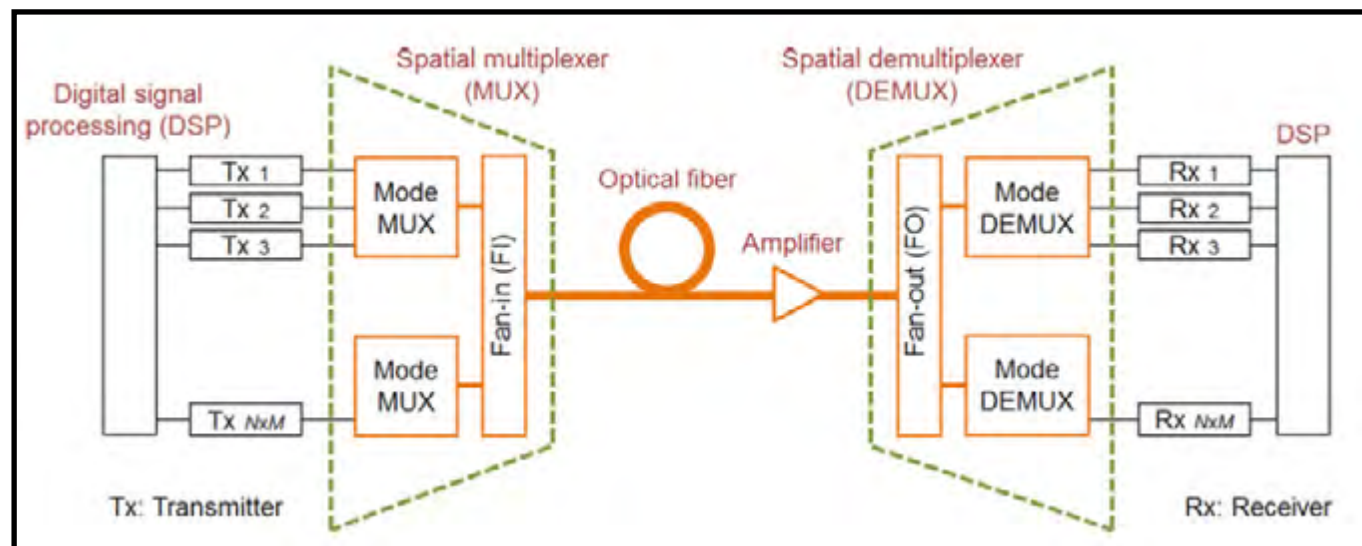 Spatial multiplexer
(MUX)
Spatial demultiplexer
(DEMUX)
Digital signal
processing (DSP)
DSP
Tx 1
Tx 2
Tx 3
Tx NxM
Mode
MUX
Mode
MUX
Fan-in (FI)
Optical fiber
Amplifier
Fan-out (FO)
Mode
DEMUX
Mode
DEMUX
Rx 1
Rx 2
Rx 3
Rx NxM
Tx: Transmitter
Rx: Receiver